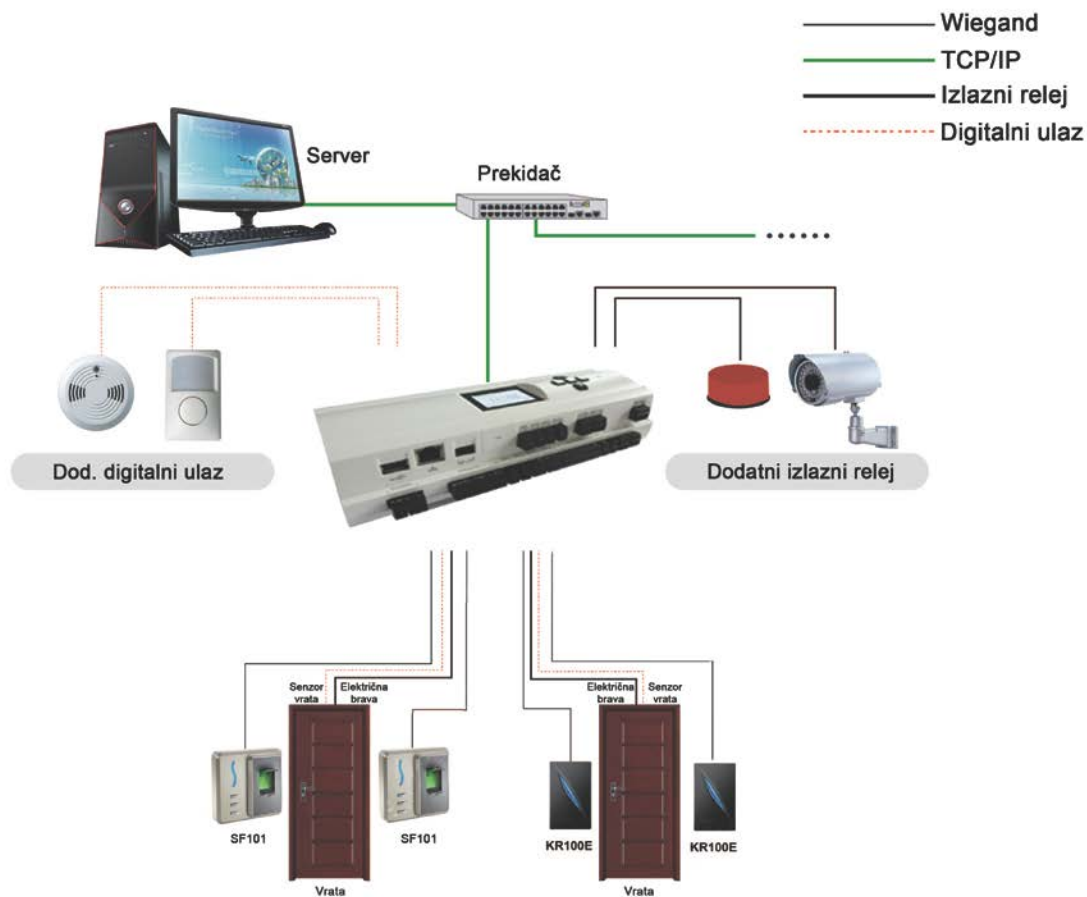 Wiegand
TCP/IP
Izlazni relej
Digitalni ulaz
Server
Prekidač
Dod. digitalni ulaz
Dodatni izlazni relej
Senzor
vrata
Električna
brava
Električna
brava
Senzor
vrata
SF101
SF101
KR100E
KR100E
Vrata
Vrata